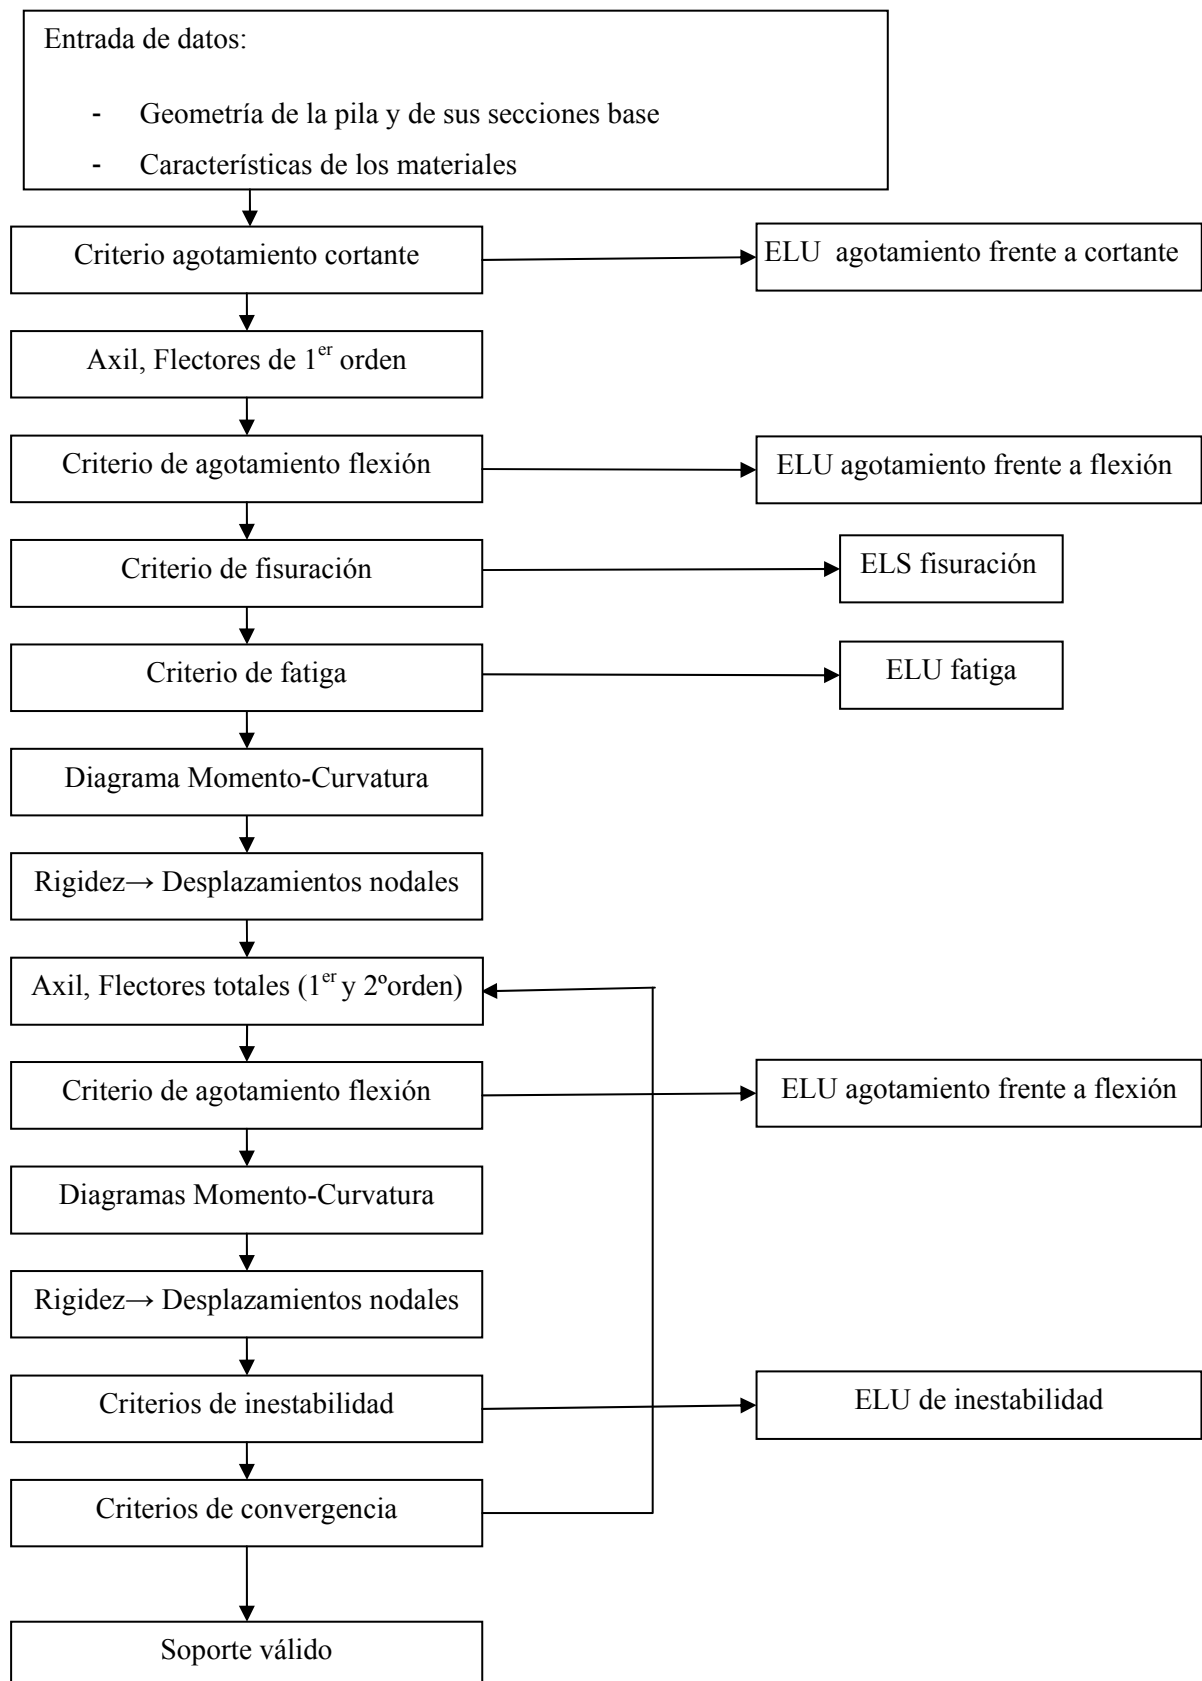 Entrada de datos:
- Geometría de la pila y de sus secciones base
- Características de los materiales
Criterio agotamiento cortante
ELU agotamiento frente a cortante
Axil, Flectores de 1er orden
Criterio de agotamiento flexión
ELU agotamiento frente a flexión
Criterio de fisuración
ELS fisuración
Criterio de fatiga
ELU fatiga
Diagrama Momento-Curvatura
Rigidez→ Desplazamientos nodales
Axil, Flectores totales (1er y 2ºorden)
Criterio de agotamiento flexión
ELU agotamiento frente a flexión
Diagramas Momento-Curvatura
Rigidez→ Desplazamientos nodales
Criterios de inestabilidad
ELU de inestabilidad
Criterios de convergencia
Soporte válido